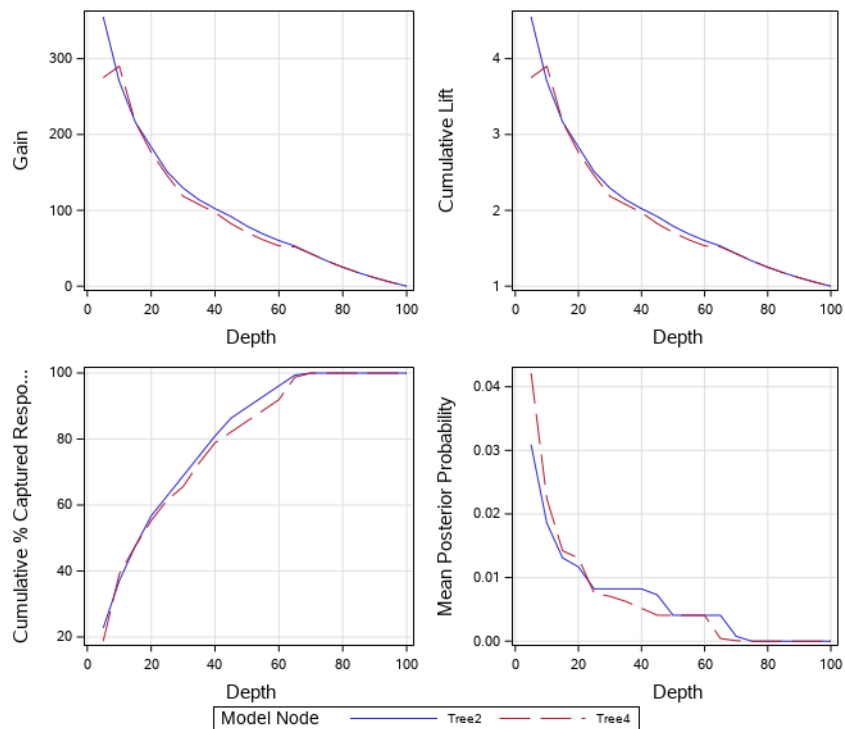 Gain
300
200
100
0
0 20 40 60 80 100
Depth
Cumulative Lift
4
3
2
1
0 20 40 60 80 100
Depth
Cumulative % Captured Respo...
100
80
60
40
20
0 20 40 60 80 100
Depth
Mean Posterior Probability
0.04
0.03
0.02
0.01
0.00
0 20 40 60 80 100
Depth
Model Node Tree2 Tree4